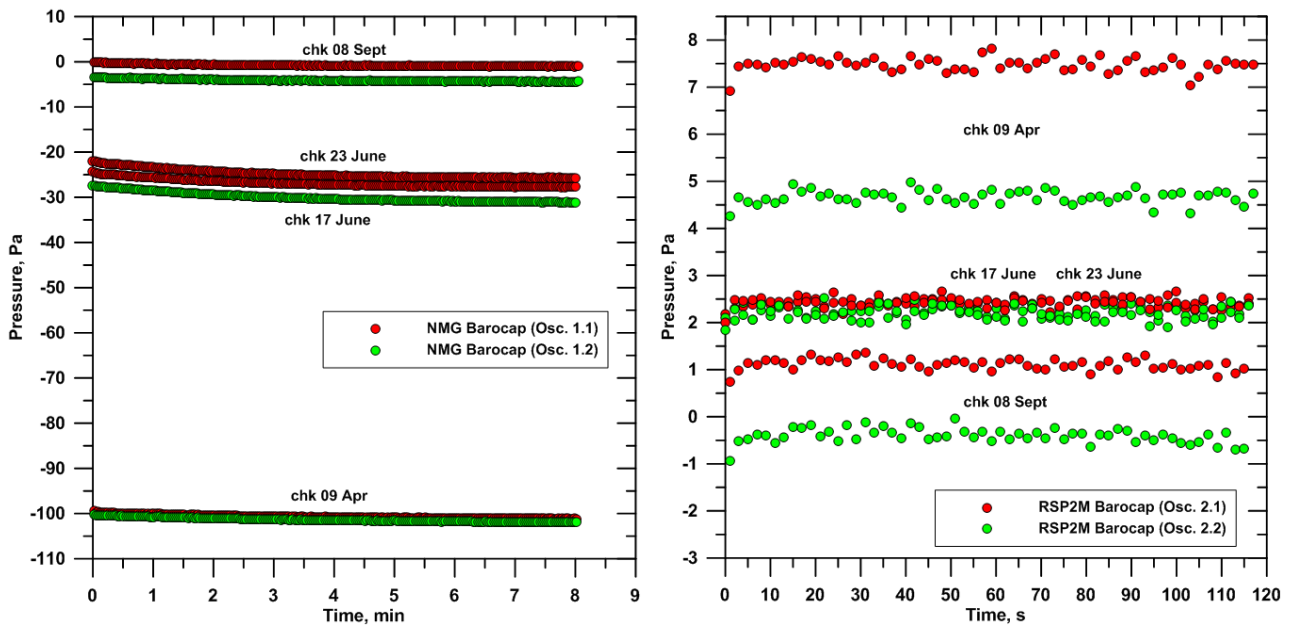 10
0
-10
-20
-30
-40
-50
-60
-70
-80
-90
-100
-110
Pressure, Pa
chk 08 Sept
chk 23 June
chk 17 June
NMG Barocap (Osc. 1.1)
NMG Barocap (Osc. 1.2)
chk 09 Apr
0 1 2 3 4 5 6 7 8 9
Time, min
8
7
6
5
4
3
2
1
0
-1
-2
-3
Pressure, Pa
chk 09 Apr
chk 17 June chk 23 June
chk 08 Sept
RSP2M Barocap (Osc. 2.1)
RSP2M Barocap (Osc. 2.2)
0 10 20 30 40 50 60 70 80 90 100 110 120
Time, s